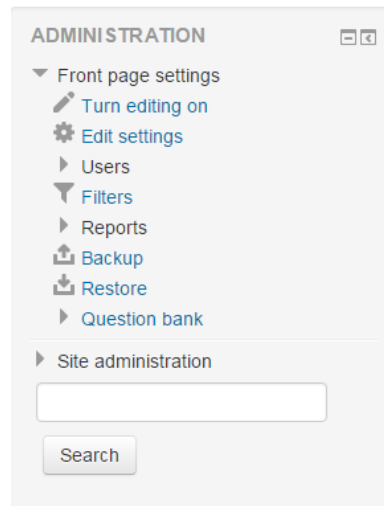 ADMINISTRATION
Front page settings
Turn editing on
Edit settings
Users
Filters
Reports
Backup
Restore
Question bank
Site administration
Search